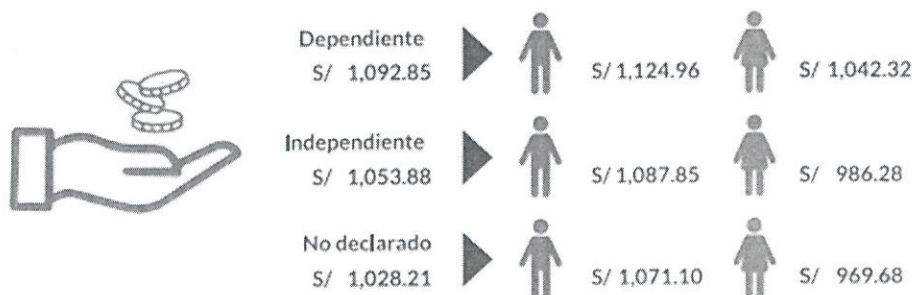 Dependiente
S/ 1,092.85
S/ 1,124.96
S/ 1,042.32
Independiente
S/ 1,053.88
S/ 1,087.85
S/ 986.28
No declarado
S/ 1,028.21
S/ 1,071.10
S/ 969.68